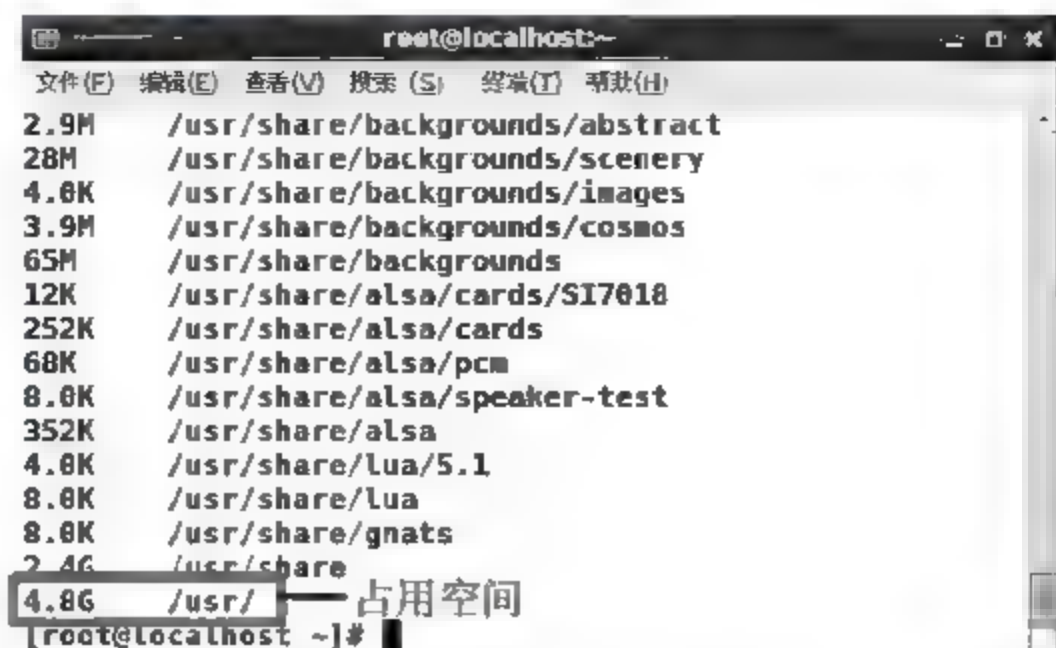 root@localhost:~
文件(F) 编辑(E) 查看(V) 搜索 (S) 终端(T) 帮助(H)
2.9M /usr/share/backgrounds/abstract
28M /usr/share/backgrounds/scenery
4.0K /usr/share/backgrounds/images
3.9M /usr/share/backgrounds/cosmos
65M /usr/share/backgrounds
12K /usr/share/alsa/cards/SI7018
252K /usr/share/alsa/cards
68K /usr/share/alsa/pcm
8.0K /usr/share/alsa/speaker-test
352K /usr/share/alsa
4.0K /usr/share/lua/5.1
8.0K /usr/share/lua
8.0K /usr/share/gnats
2.4G /usr/share
4.8G /usr/ 占用空间
[root@localhost ~]#